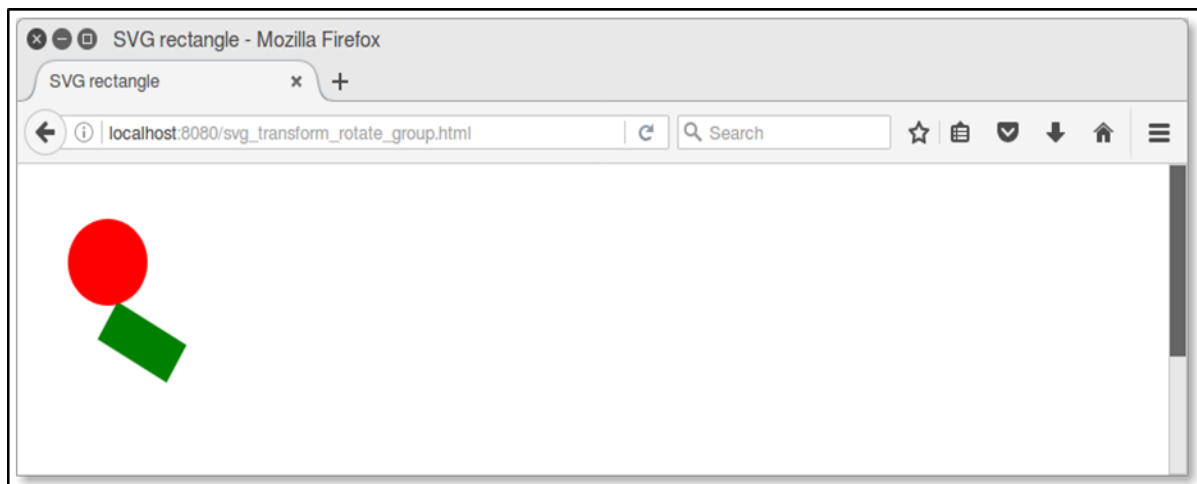 SVG rectangle - Mozilla Firefox
SVG rectangle
localhost:8080/svg_transform_rotate_group.html
Search